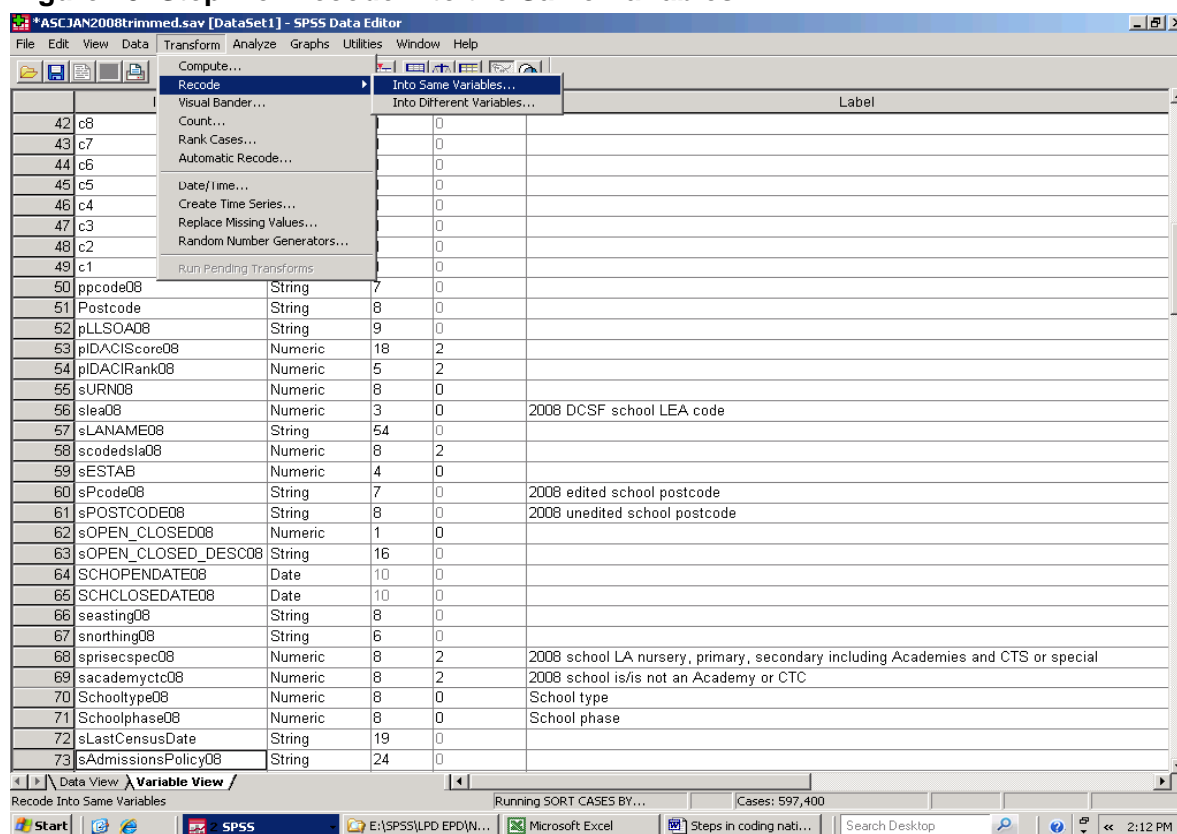 *ASCJAN2008trimmed.sav [DataSet1] - SPSS Data Editor
File Edit View Data Transform Analyze Graphs Utilities Window Help
Compute...
Recode
Into Same Variables...
Visual Bander...
Into Different Variables...
Label
Count...
Rank Cases...
Automatic Recode...
Date/Time...
Create Time Series...
Replace Missing Values...
Random Number Generators...
Run Pending Transforms
42 c8 0
43 c7 0
44 c6 0
45 c5 0
46 c4 0
47 c3 0
48 c2 0
49 c1 0
50 ppcode08 String 7 0
51 Postcode String 8 0
52 pLLSOA08 String 9 0
53 pIDACIScore08 Numeric 18 2
54 pIDACIRank08 Numeric 5 2
55 sURN08 Numeric 8 0
56 slea08 Numeric 3 0 2008 DCSF school LEA code
57 sLANAME08 String 54 0
58 scodedsla08 Numeric 8 2
59 sESTAB Numeric 4 0
60 sPcode08 String 7 0 2008 edited school postcode
61 sPOSTCODE08 String 8 0 2008 unedited school postcode
62 sOPEN_CLOSED08 Numeric 1 0
63 sOPEN_CLOSED_DESC08 String 16 0
64 SCHOPENDATE08 Date 10 0
65 SCHCLOSEDATE08 Date 10 0
66 seasting08 String 8 0
67 snorthing08 String 6 0
68 sprisecspec08 Numeric 8 2 2008 school LA nursery, primary, secondary including Academies and CTS or special
69 sacademyctc08 Numeric 8 2 2008 school is/is not an Academy or CTC
70 Schooltype08 Numeric 8 0 School type
71 Schoolphase08 Numeric 8 0 School phase
72 sLastCensusDate String 19 0
73 sAdmissionsPolicy08 String 24 0
Data View Variable View
Recode Into Same Variables Running SORT CASES BY... Cases: 597,400
Start SPSS E:\SPSS\LPD EPD\N... Microsoft Excel Steps in coding nati... Search Desktop « 2:12 PM